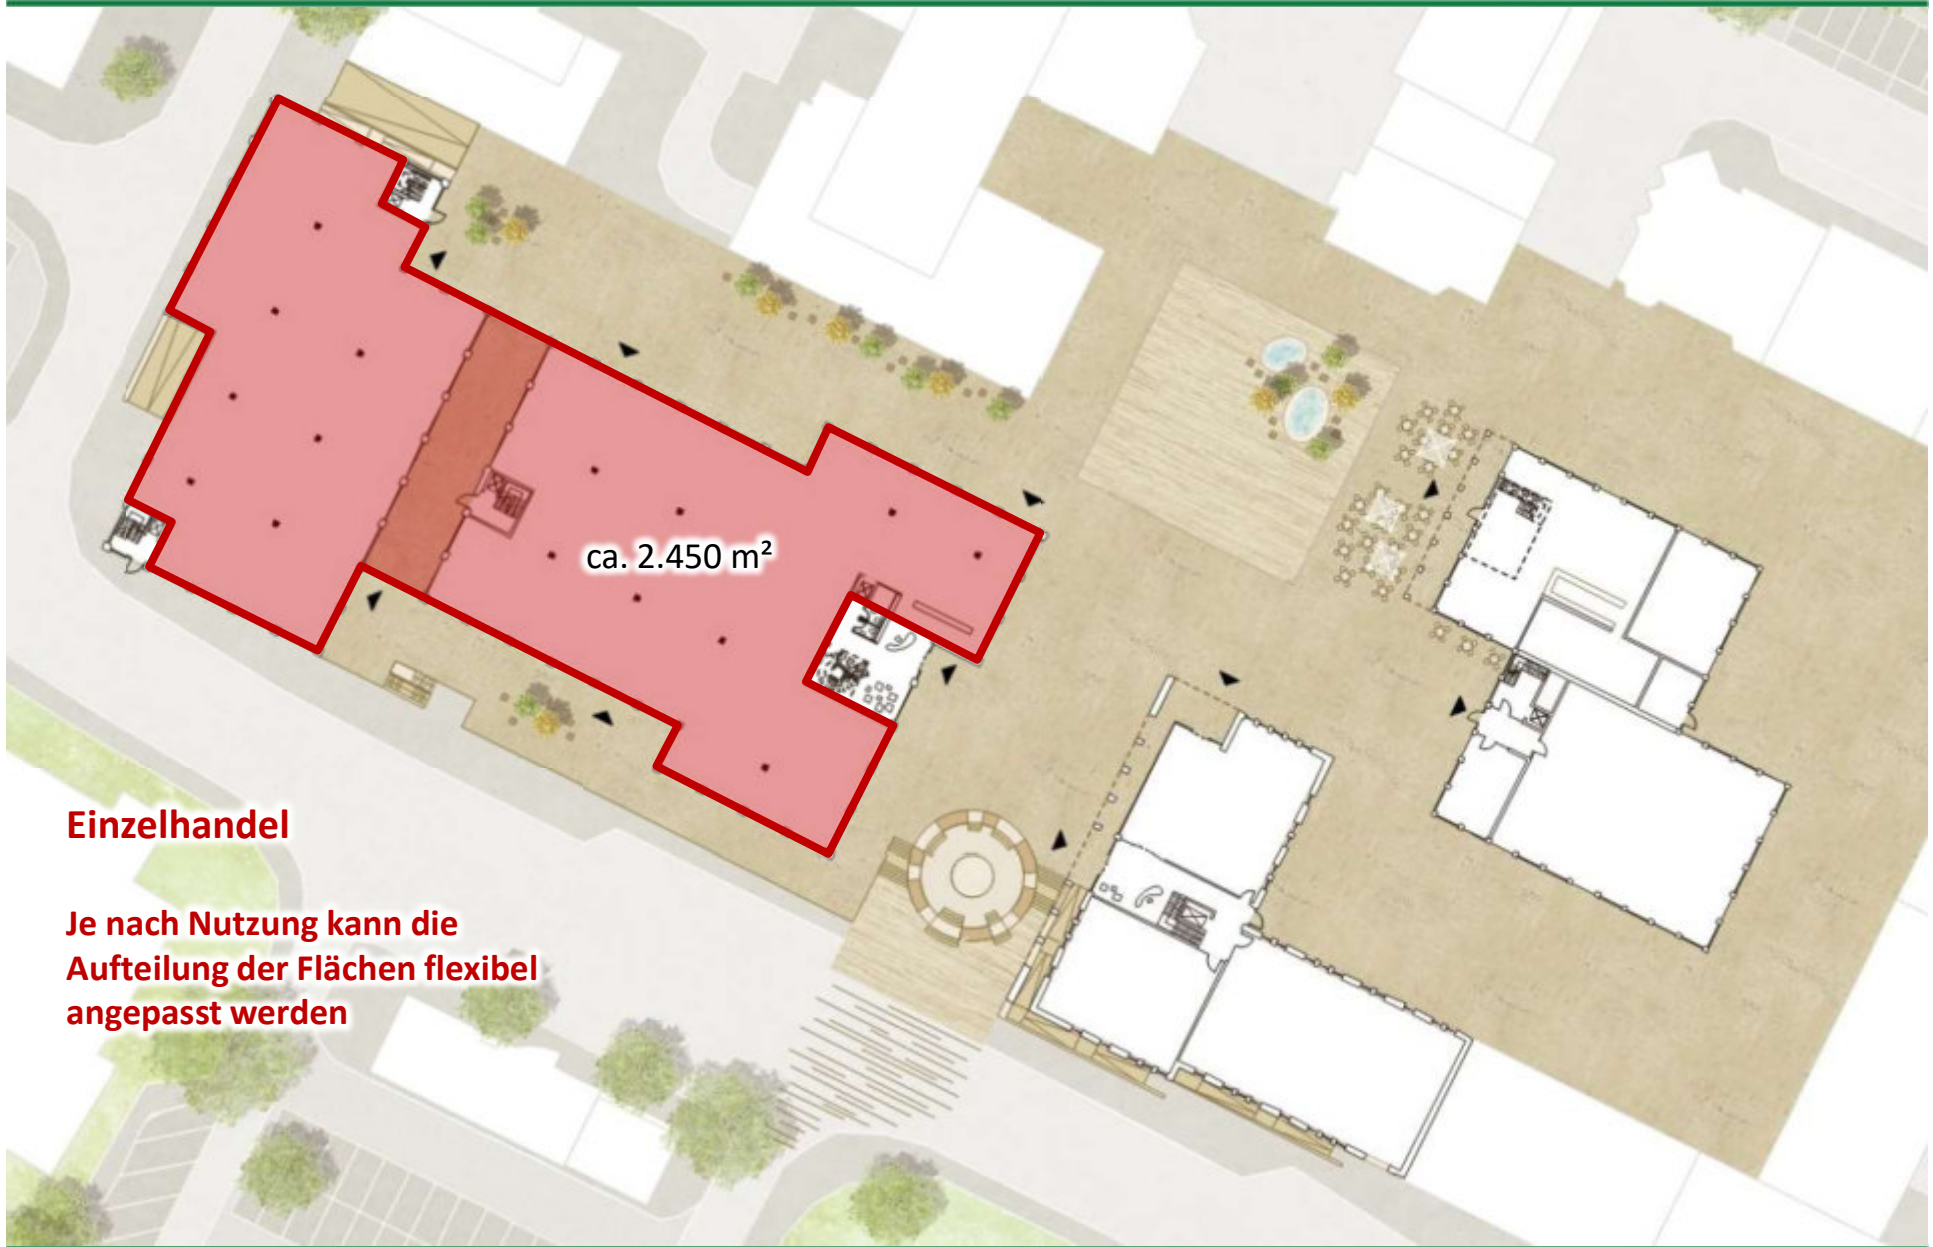 ca. 2.450 m²
Einzelhandel
Je nach Nutzung kann die
Aufteilung der Flächen flexibel
angepasst werden